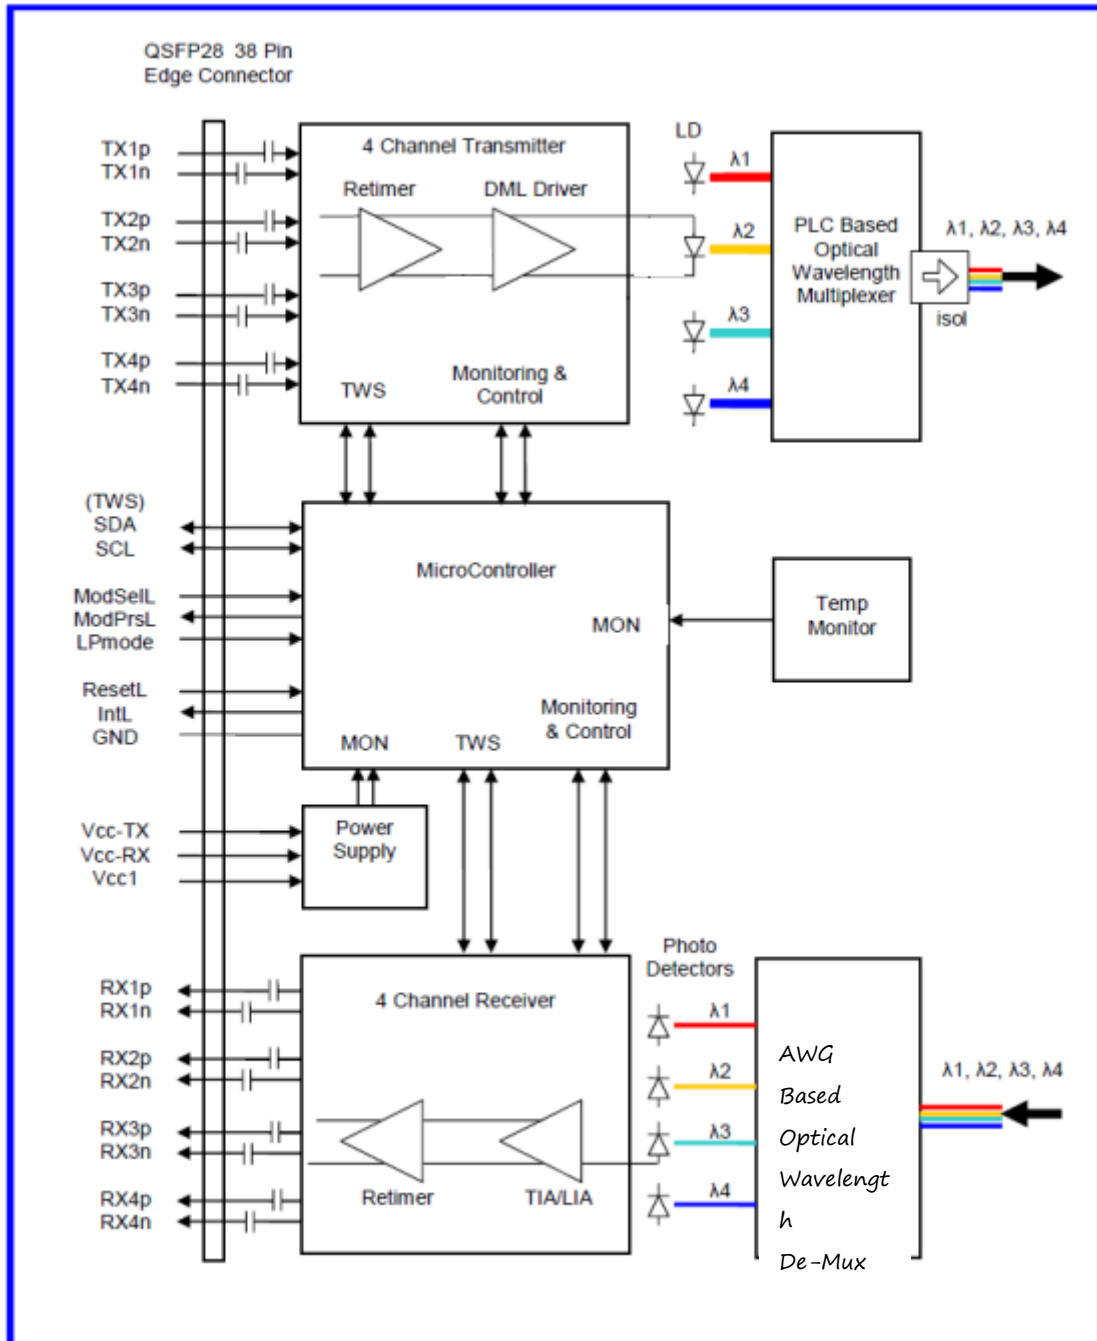 QSFP28 38 Pin
Edge Connector
TX1p
TX1n
TX2p
TX2n
TX3p
TX3n
TX4p
TX4n
4 Channel Transmitter
Retimer
DML Driver
TWS
Monitoring &
Control
LD
λ1
λ2
λ3
λ4
PLC Based
Optical
Wavelength
Multiplexer
λ1, λ2, λ3, λ4
isol
(TWS)
SDA
SCL
ModSelL
ModPrsL
LPmode
ResetL
IntL
GND
MicroController
MON
Monitoring
& Control
MON
TWS
Temp
Monitor
Vcc-TX
Vcc-RX
Vcc1
Power
Supply
RX1p
RX1n
RX2p
RX2n
RX3p
RX3n
RX4p
RX4n
4 Channel Receiver
Retimer
TIA/LIA
Photo
Detectors
λ1
λ2
λ3
λ4
AWG
Based
Optical
Wavelengt
h
De-Mux
λ1, λ2, λ3, λ4